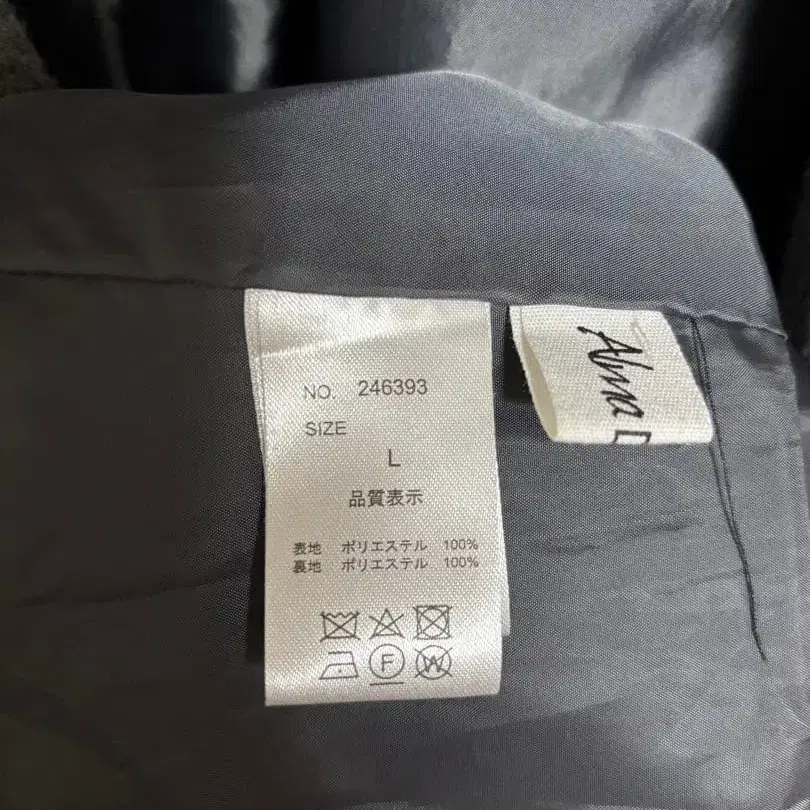 NO. 246393
SIZE
L
品質表示
表地 ポリエステル 100%
裏地 ポリエステル 100%
F
W
Alma